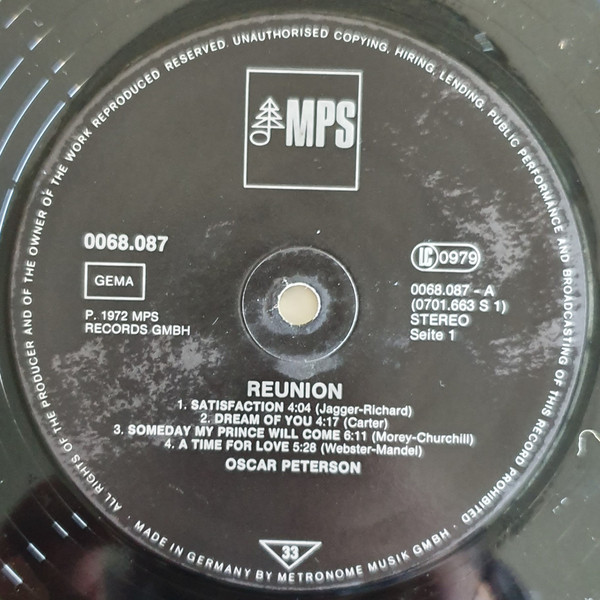 ALL RIGHTS OF THE PRODUCER AND OF THE OWNER OF THE WORK REPRODUCED RESERVED. UNAUTHORISED COPYING, HIRING, LENDING, PUBLIC PERFORMANCE AND BROADCASTING OF THIS RECORD PROHIBITED ·
MPS
0068.087
GEMA
P. 1972 MPS
RECORDS GMBH
LC 0979
0068.087 - A
(0701.663 S 1)
STEREO
Seite 1
REUNION
1. SATISFACTION 4:04 (Jagger-Richard)
2. DREAM OF YOU 4:17 (Carter)
3. SOMEDAY MY PRINCE WILL COME 6:11 (Morey-Churchill)
4. A TIME FOR LOVE 5:28 (Webster-Mandel)
OSCAR PETERSON
33
· MADE IN GERMANY BY METRONOME MUSIK GMBH ·